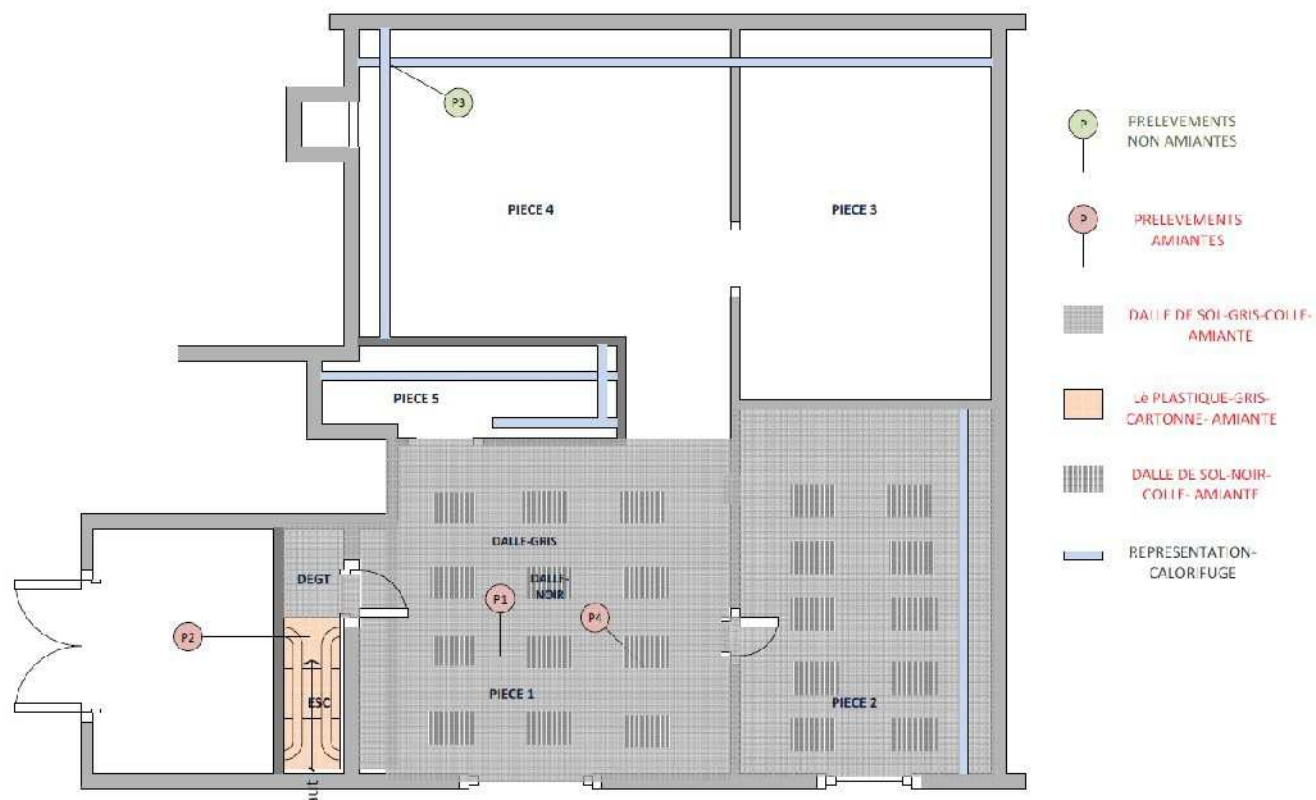 P3
PIECE 4
PIECE 3
PIECE 5
DALLE-GRIS
DEGT
DALLE-
NOIR
P1
P4
P2
ESC
PIECE 1
PIECE 2
P
PRELEVEMENTS
NON AMIANTES
P
PRELEVEMENTS
AMIANTES
DALLE DE SOL-GRIS-COLLE-
AMIANTE
Lé PLASTIQUE-GRIS-
CARTONNE- AMIANTE
DALLE DE SOL-NOIR-
COLLE- AMIANTE
REPRESENTATION-
CALORIFUGE